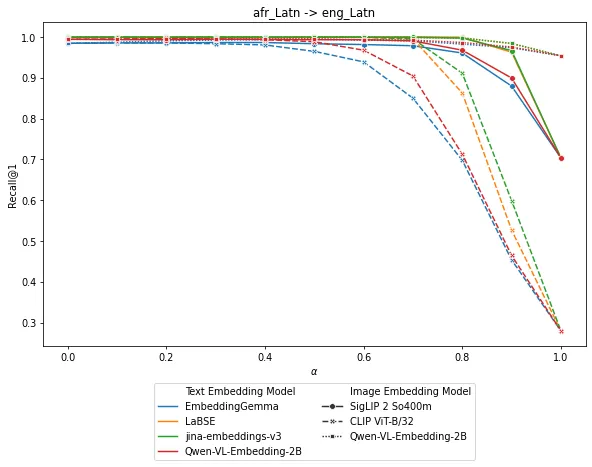 afr_Latn -> eng_Latn
1.0
0.9
0.8
0.7
0.6
0.5
0.4
0.3
Recall@1
0.0 0.2 0.4 0.6 0.8 1.0
α
Text Embedding Model Image Embedding Model
EmbeddingGemma SigLIP 2 So400m
LaBSE CLIP ViT-B/32
jina-embeddings-v3 Qwen-VL-Embedding-2B
Qwen-VL-Embedding-2B